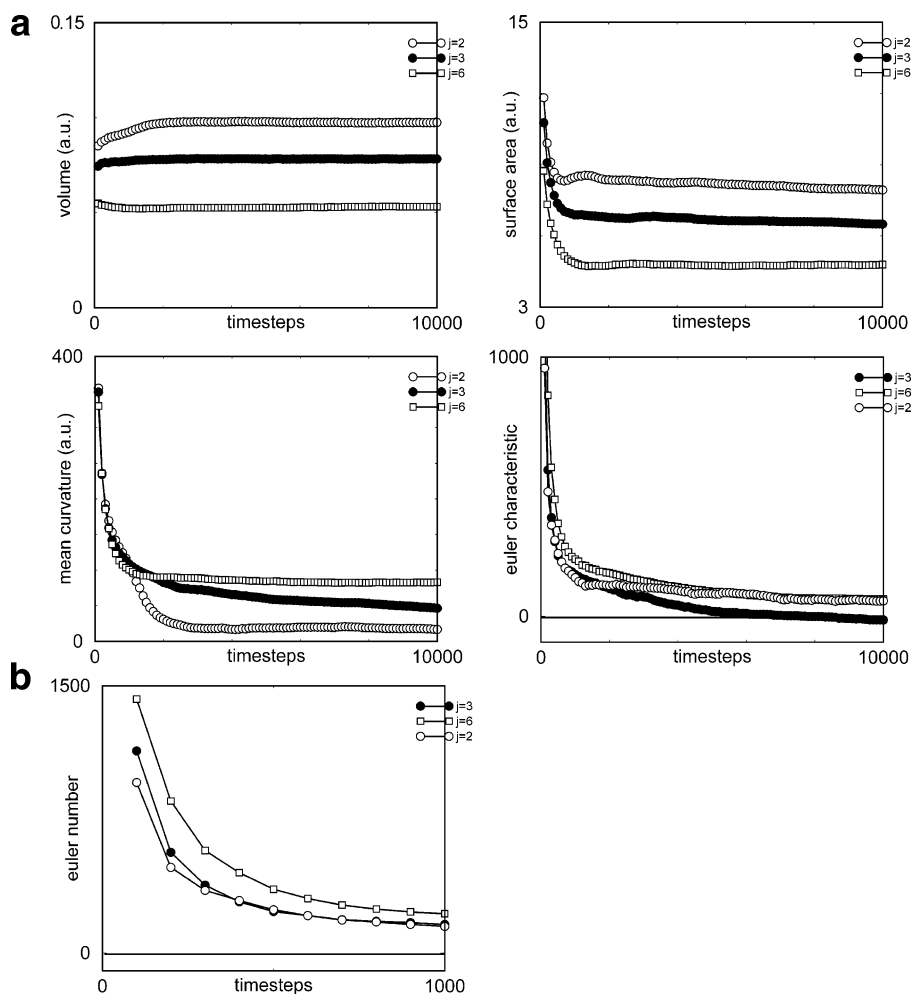 a
0.15
j=2
j=3
j=6
volume (a.u.)
0
0
timesteps
10000
15
j=2
j=3
j=6
surface area (a.u.)
3
0
timesteps
10000
400
j=2
j=3
j=6
mean curvature (a.u.)
0
0
timesteps
10000
1000
j=3
j=6
j=2
euler characteristic
0
0
timesteps
10000
b
1500
j=3
j=6
j=2
euler number
0
0
timesteps
1000